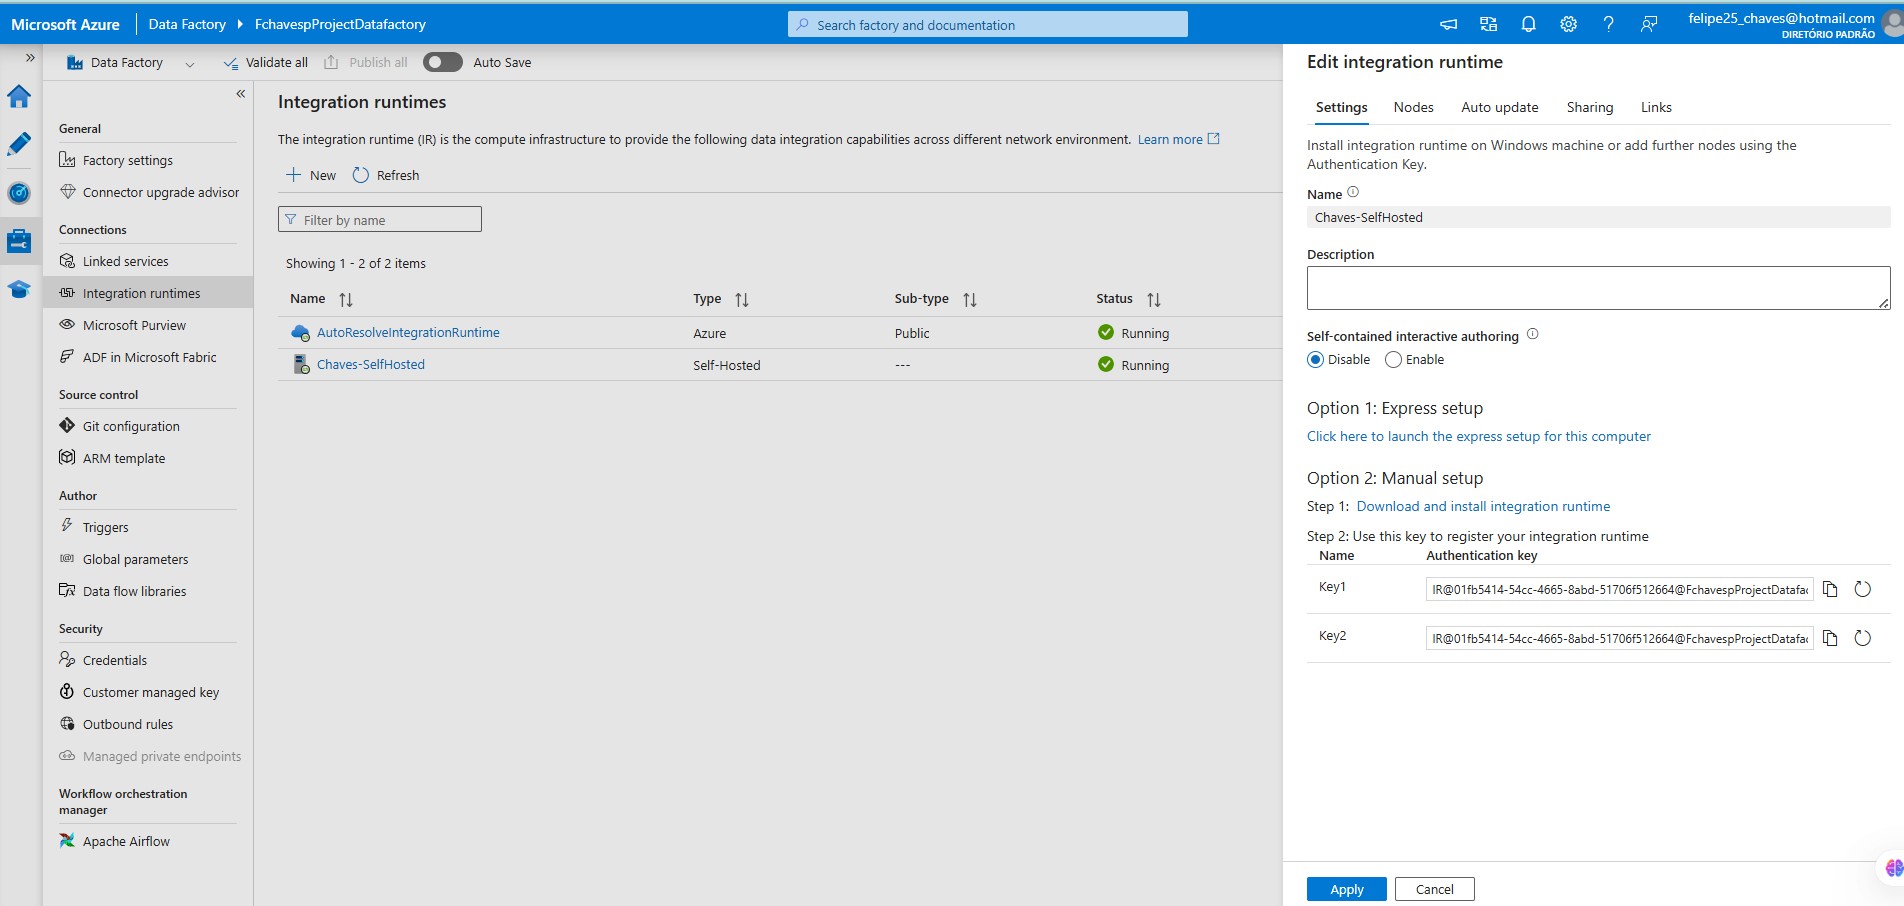 Microsoft Azure
Data Factory
FchavespProjectDatafactory
Search factory and documentation
felipe25_chaves@hotmail.com
DIRETÓRIO PADRÃO
Data Factory
Validate all
Publish all
Auto Save
General
Factory settings
Connector upgrade advisor
Connections
Linked services
Integration runtimes
Microsoft Purview
ADF in Microsoft Fabric
Source control
Git configuration
ARM template
Author
Triggers
Global parameters
Data flow libraries
Security
Credentials
Customer managed key
Outbound rules
Managed private endpoints
Workflow orchestration
manager
Apache Airflow
Integration runtimes
The integration runtime (IR) is the compute infrastructure to provide the following data integration capabilities across different network environment. Learn more
New
Refresh
Filter by name
Showing 1 - 2 of 2 items
Name Type Sub-type Status
AutoResolveIntegrationRuntime Azure Public Running
Chaves-SelfHosted Self-Hosted --- Running
Edit integration runtime
Settings Nodes Auto update Sharing Links
Install integration runtime on Windows machine or add further nodes using the
Authentication Key.
Name
Chaves-SelfHosted
Description
Self-contained interactive authoring
Disable Enable
Option 1: Express setup
Click here to launch the express setup for this computer
Option 2: Manual setup
Step 1: Download and install integration runtime
Step 2: Use this key to register your integration runtime
Name Authentication key
Key1 IR@01fb5414-54cc-4665-8abd-51706f512664@FchavespProjectDatafac
Key2 IR@01fb5414-54cc-4665-8abd-51706f512664@FchavespProjectDatafac
Apply Cancel